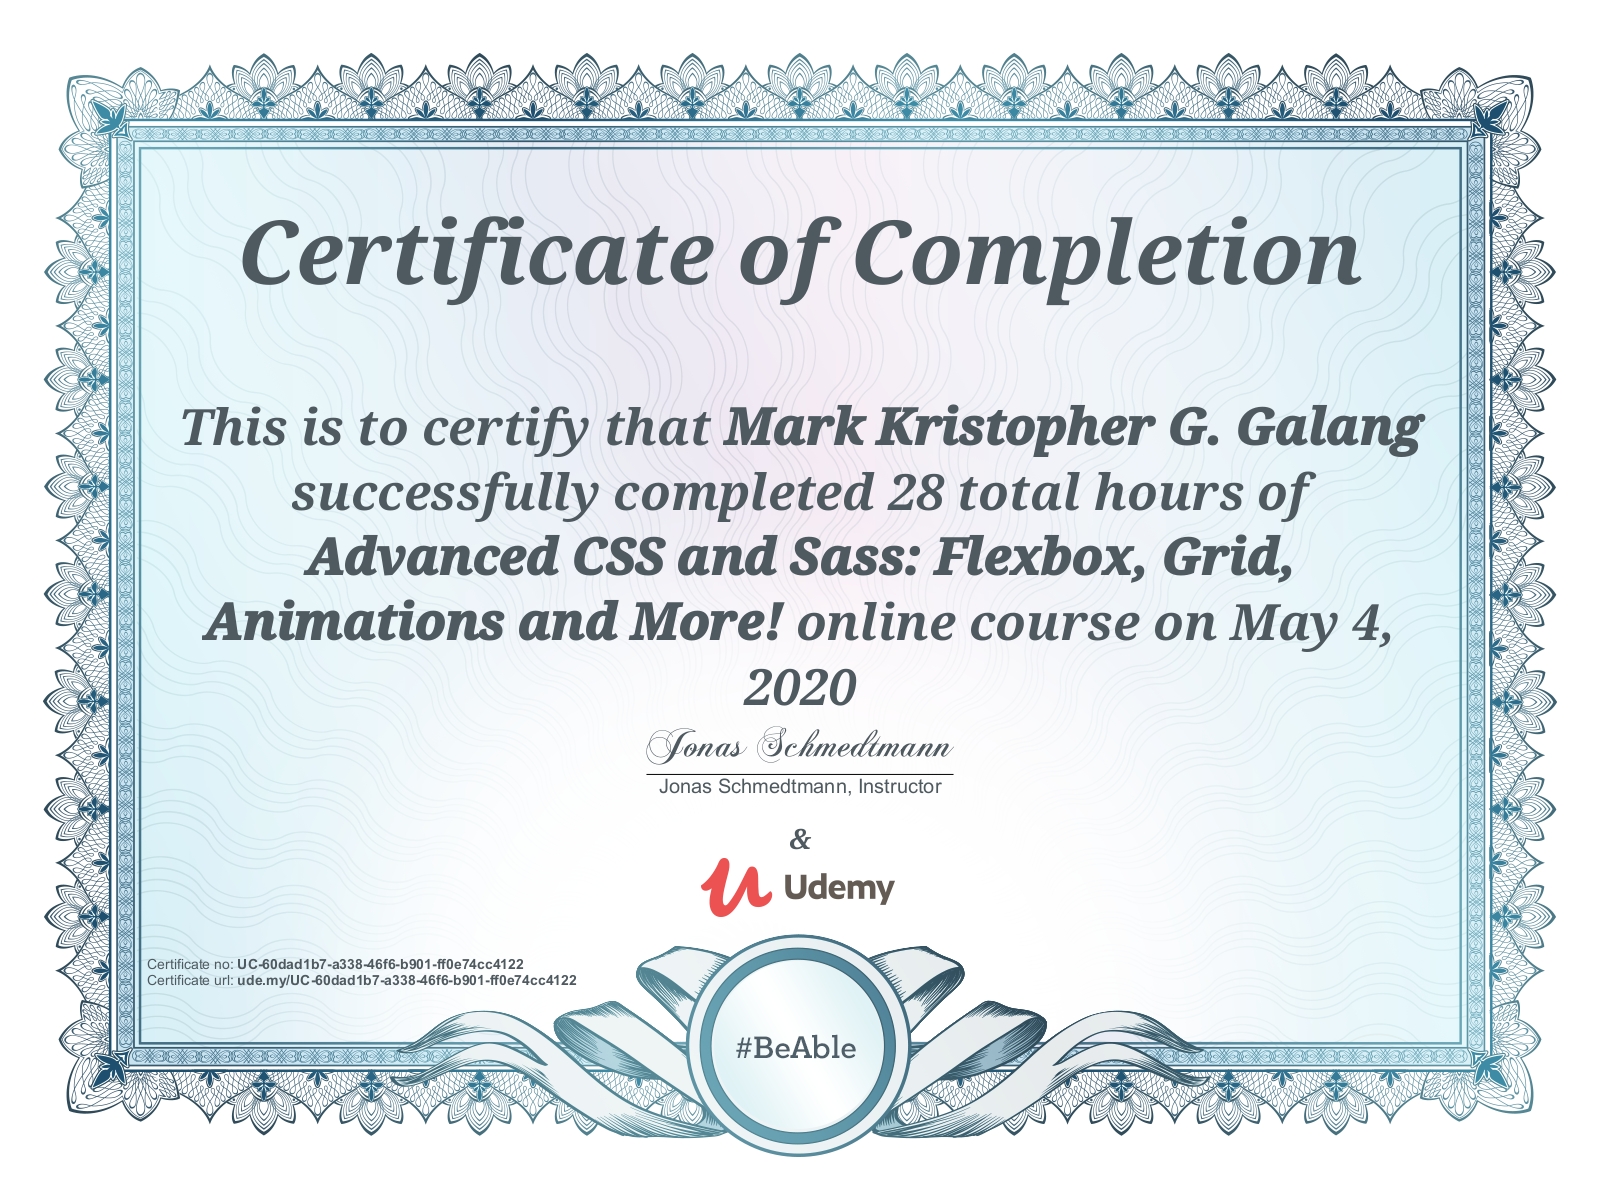 Certificate of Completion
This is to certify that Mark Kristopher G. Galang
successfully completed 28 total hours of
Advanced CSS and Sass: Flexbox, Grid,
Animations and More! online course on May 4,
2020
Jonas Schmedtmann
Jonas Schmedtmann, Instructor
&
Udemy
Certificate no: UC-60dad1b7-a338-46f6-b901-ff0e74cc4122
Certificate url: ude.my/UC-60dad1b7-a338-46f6-b901-ff0e74cc4122
#BeAble